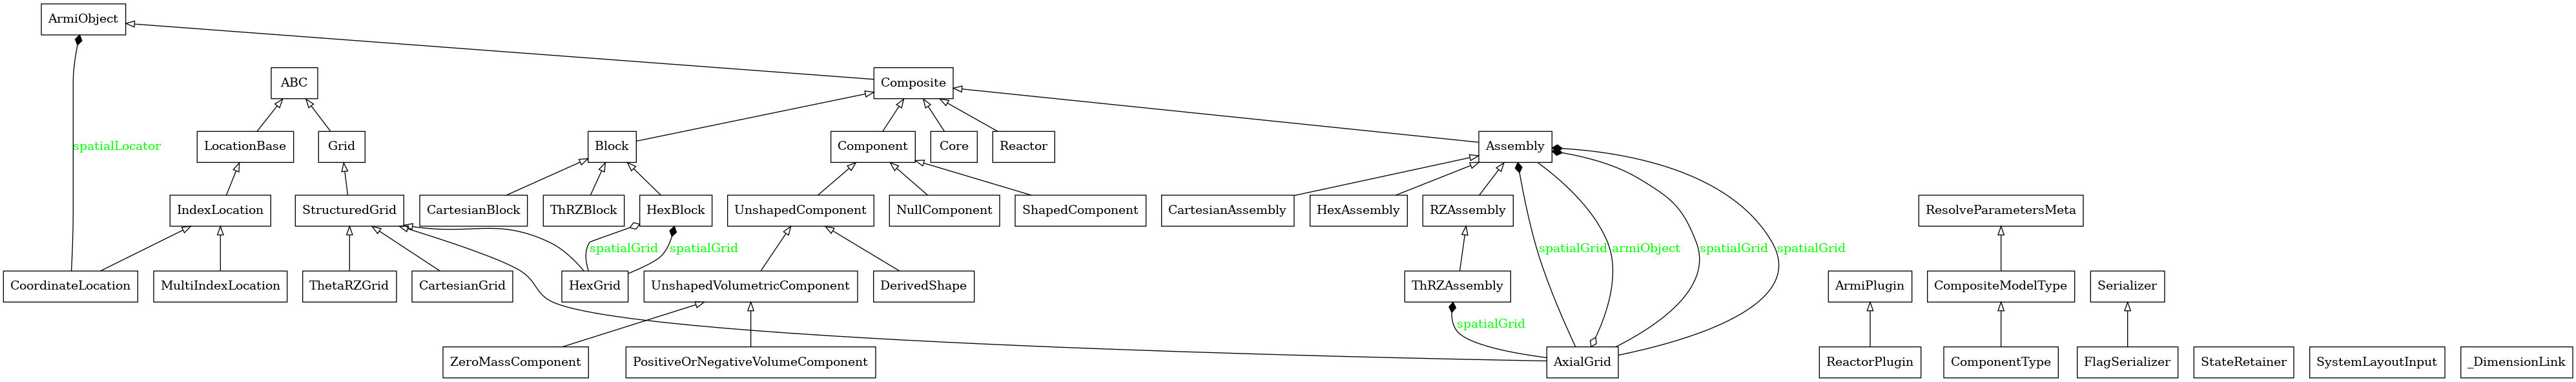 ArmiObject
ABC
Composite
spatialLocator
LocationBase
Grid
Block
Component
Core
Reactor
Assembly
IndexLocation
StructuredGrid
CartesianBlock
ThRZBlock
HexBlock
UnshapedComponent
NullComponent
ShapedComponent
CartesianAssembly
HexAssembly
RZAssembly
ResolveParametersMeta
spatialGrid
spatialGrid
spatialGrid
armiObject
spatialGrid
spatialGrid
CoordinateLocation
MultiIndexLocation
ThetaRZGrid
CartesianGrid
HexGrid
UnshapedVolumetricComponent
DerivedShape
ThRZAssembly
ArmiPlugin
CompositeModelType
Serializer
spatialGrid
ZeroMassComponent
PositiveOrNegativeVolumeComponent
AxialGrid
ReactorPlugin
ComponentType
FlagSerializer
StateRetainer
SystemLayoutInput
_DimensionLink